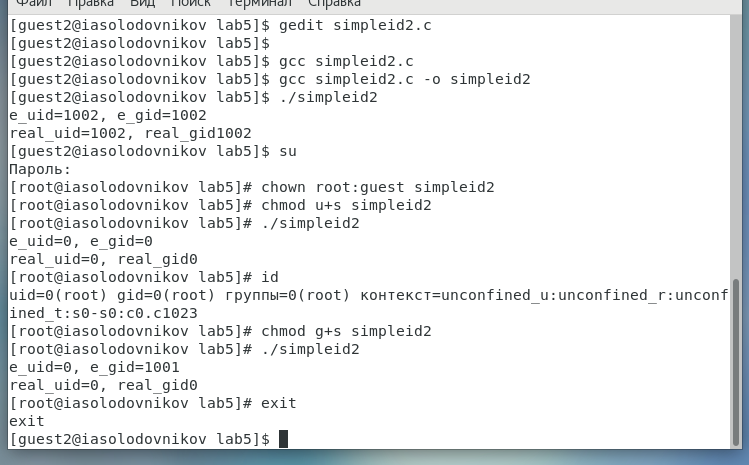 Файл Правка Вид Поиск Терминал Справка
[guest2@iasolodovnikov lab5]$ gedit simpleid2.c
[guest2@iasolodovnikov lab5]$
[guest2@iasolodovnikov lab5]$ gcc simpleid2.c
[guest2@iasolodovnikov lab5]$ gcc simpleid2.c -o simpleid2
[guest2@iasolodovnikov lab5]$ ./simpleid2
e_uid=1002, e_gid=1002
real_uid=1002, real_gid1002
[guest2@iasolodovnikov lab5]$ su
Пароль:
[root@iasolodovnikov lab5]# chown root:guest simpleid2
[root@iasolodovnikov lab5]# chmod u+s simpleid2
[root@iasolodovnikov lab5]# ./simpleid2
e_uid=0, e_gid=0
real_uid=0, real_gid0
[root@iasolodovnikov lab5]# id
uid=0(root) gid=0(root) группы=0(root) контекст=unconfined_u:unconfined_r:unconf
ined_t:s0-s0:c0.c1023
[root@iasolodovnikov lab5]# chmod g+s simpleid2
[root@iasolodovnikov lab5]# ./simpleid2
e_uid=0, e_gid=1001
real_uid=0, real_gid0
[root@iasolodovnikov lab5]# exit
exit
[guest2@iasolodovnikov lab5]$